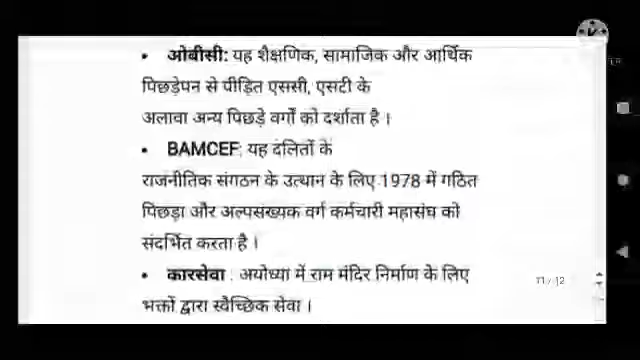 • ओबीसी: यह शैक्षणिक, सामाजिक और आर्थिक
पिछड़ेपन से पीड़ित एससी, एसटी के
अलावा अन्य पिछड़े वर्गों को दर्शाता है ।
• BAMCEF: यह दलितों के
राजनीतिक संगठन के उत्थान के लिए 1978 में गठित
पिछड़ा और अल्पसंख्यक वर्ग कर्मचारी महासंघ को
संदर्भित करता है ।
• कारसेवा : अयोध्या में राम मंदिर निर्माण के लिए
11 / 12
भक्तों द्वारा स्वैच्छिक सेवा ।